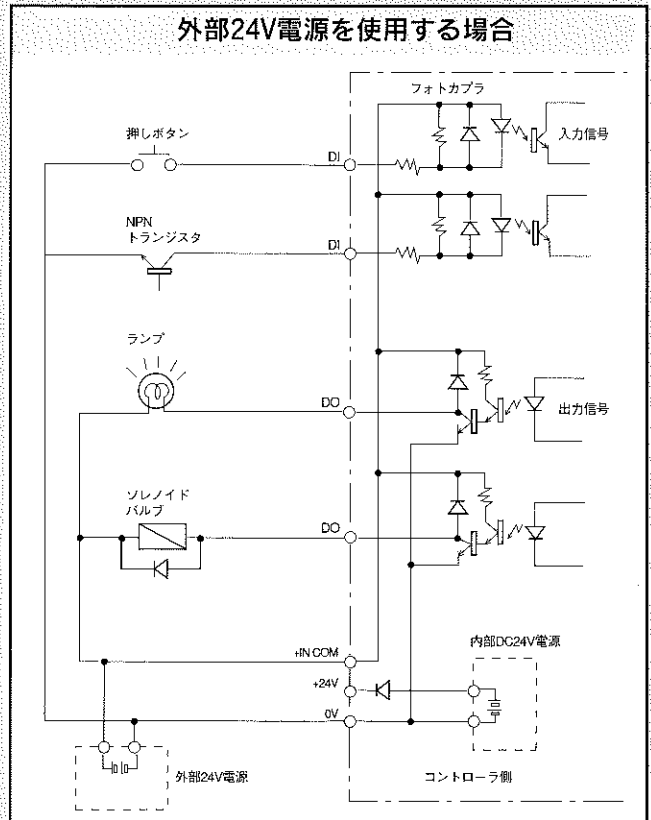 外部24V電源を使用する場合
フォトカプラ
押しボタン
DI
入力信号
NPN
トランジスタ
DI
ランプ
DO
出力信号
ソレノイド
バルブ
DO
+IN COM
内部DC24V電源
+24V
0V
外部24V電源
コントローラ側